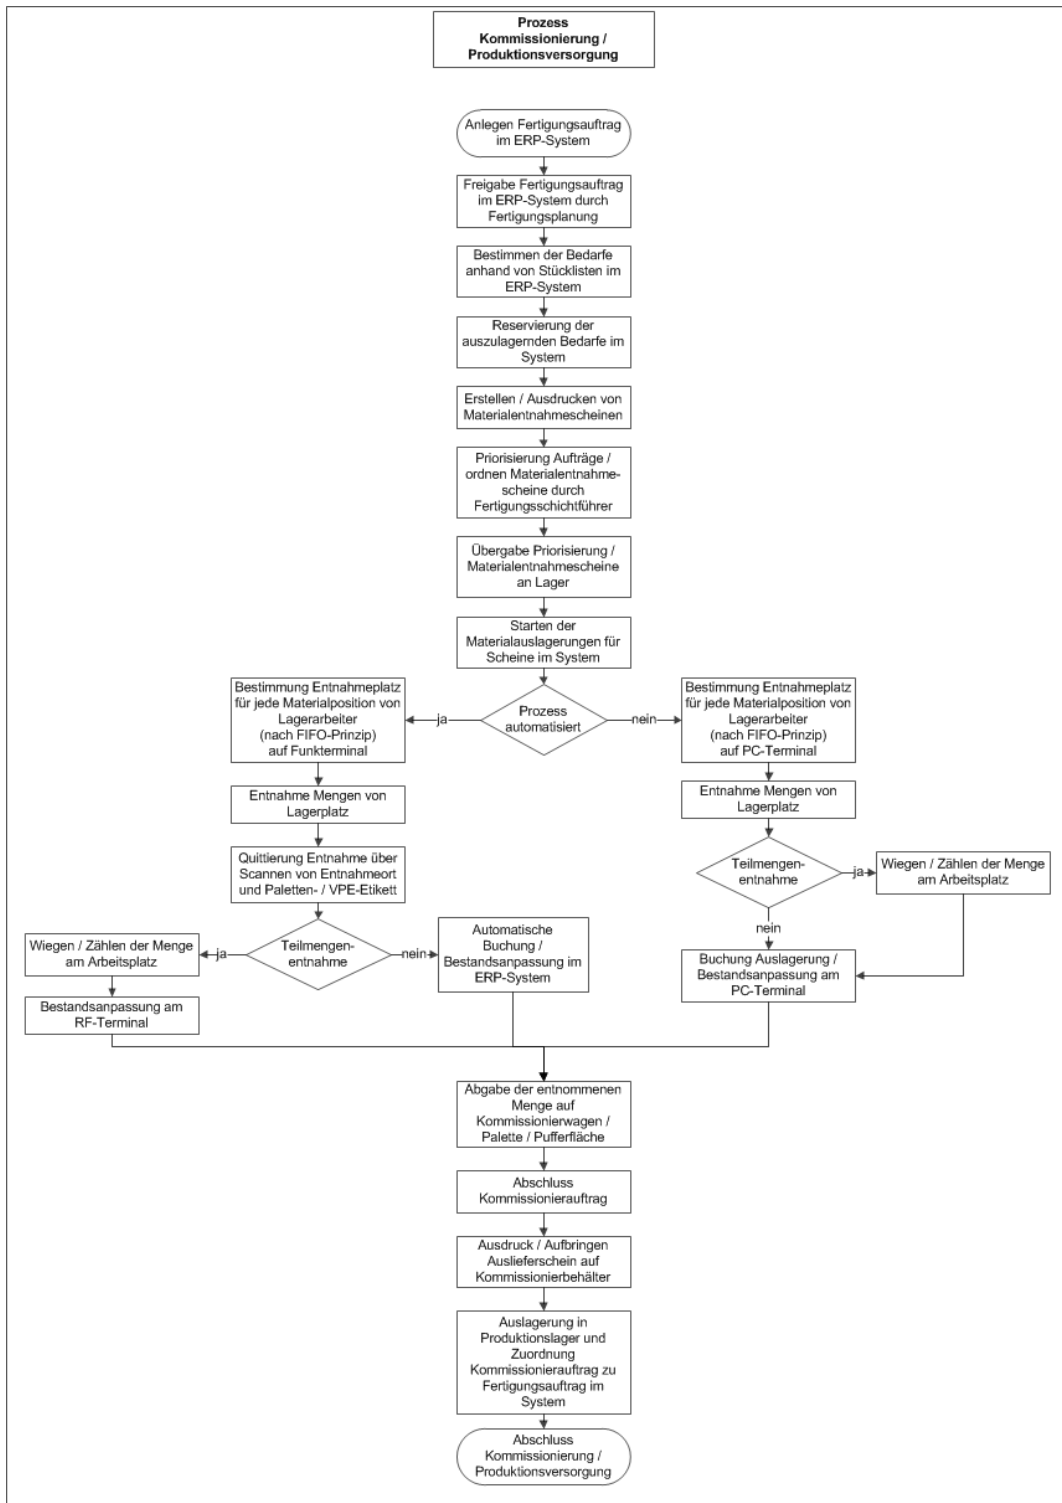 Prozess
Kommissionierung /
Produktionsversorgung
Anlegen Fertigungsauftrag
im ERP-System
Freigabe Fertigungsauftrag
im ERP-System durch
Fertigungsplanung
Bestimmen der Bedarfe
anhand von Stücklisten im
ERP-System
Reservierung der
auszulagernden Bedarfe im
System
Erstellen / Ausdrucken von
Materialentnahmescheinen
Priorisierung Aufträge /
ordnen Materialentnahme-
scheine durch
Fertigungsschichtführer
Übergabe Priorisierung /
Materialentnahmescheine
an Lager
Starten der
Materialauslagerungen für
Scheine im System
Prozess
automatisiert
ja
nein
Bestimmung Entnahmeplatz
für jede Materialposition von
Lagerarbeiter
(nach FIFO-Prinzip)
auf Funkterminal
Entnahme Mengen von
Lagerplatz
Quittierung Entnahme über
Scannen von Entnahmeort
und Paletten- / VPE-Etikett
Teilmengen-
entnahme
ja
nein
Wiegen / Zählen der Menge
am Arbeitsplatz
Bestandsanpassung am
RF-Terminal
Automatische
Buchung /
Bestandsanpassung im
ERP-System
Bestimmung Entnahmeplatz
für jede Materialposition von
Lagerarbeiter
(nach FIFO-Prinzip)
auf PC-Terminal
Entnahme Mengen von
Lagerplatz
Teilmengen-
entnahme
ja
Wiegen / Zählen der Menge
am Arbeitsplatz
nein
Buchung Auslagerung /
Bestandsanpassung am
PC-Terminal
Abgabe der entnommenen
Menge auf
Kommissionierwagen /
Palette / Pufferfläche
Abschluss
Kommissionierauftrag
Ausdruck / Aufbringen
Auslieferschein auf
Kommissionierbehälter
Auslagerung in
Produktionslager und
Zuordnung
Kommissionierauftrag zu
Fertigungsauftrag im
System
Abschluss
Kommissionierung /
Produktionsversorgung